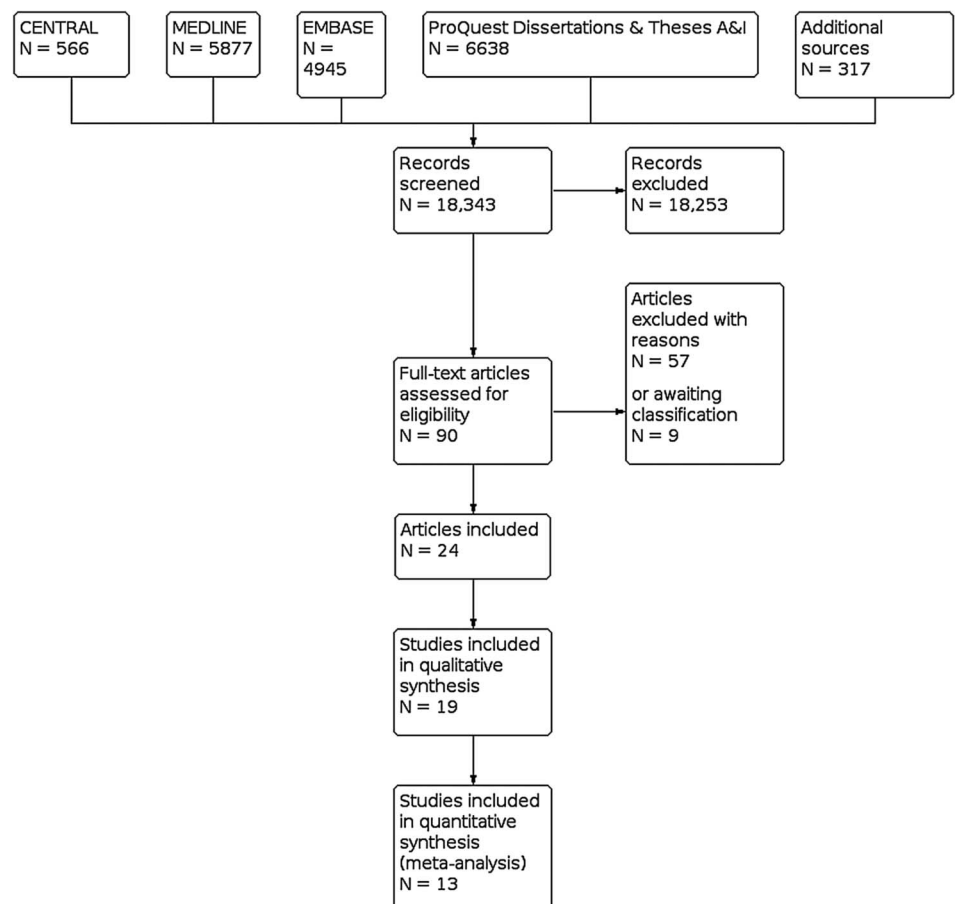 CENTRAL
N = 566
MEDLINE
N = 5877
EMBASE
N =
4945
ProQuest Dissertations & Theses A&I
N = 6638
Additional
sources
N = 317
Records
screened
N = 18,343
Records
excluded
N = 18,253
Articles
excluded with
reasons
N = 57
or awaiting
classification
N = 9
Full-text articles
assessed for
eligibility
N = 90
Articles included
N = 24
Studies included
in qualitative
synthesis
N = 19
Studies included
in quantitative
synthesis
(meta-analysis)
N = 13